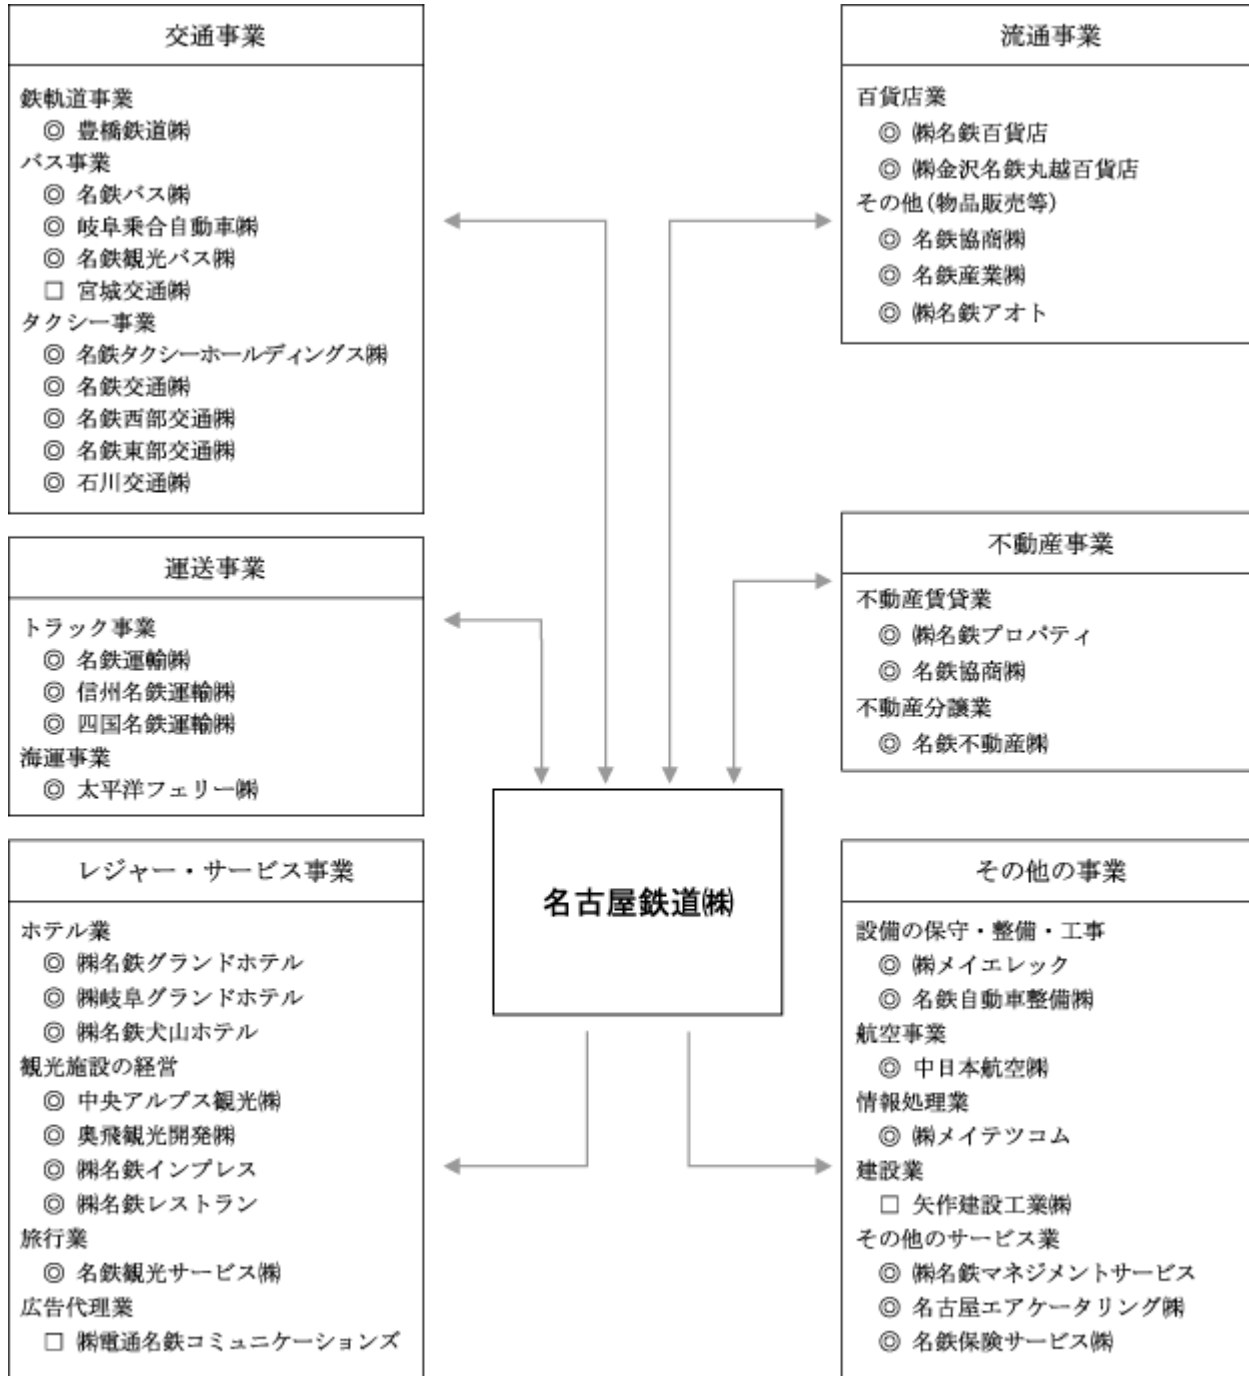 交通事業
鉄軌道事業
◎ 豊橋鉄道㈱
バス事業
◎ 名鉄バス㈱
◎ 岐阜乗合自動車㈱
◎ 名鉄観光バス㈱
□ 宮城交通㈱
タクシー事業
◎ 名鉄タクシーホールディングス㈱
◎ 名鉄交通㈱
◎ 名鉄西部交通㈱
◎ 名鉄東部交通㈱
◎ 石川交通㈱
運送事業
トラック事業
◎ 名鉄運輸㈱
◎ 信州名鉄運輸㈱
◎ 四国名鉄運輸㈱
海運事業
◎ 太平洋フェリー㈱
レジャー・サービス事業
ホテル業
◎ ㈱名鉄グランドホテル
◎ ㈱岐阜グランドホテル
◎ ㈱名鉄犬山ホテル
観光施設の経営
◎ 中央アルプス観光㈱
◎ 奥飛観光開発㈱
◎ ㈱名鉄インプレス
◎ ㈱名鉄レストラン
旅行業
◎ 名鉄観光サービス㈱
広告代理業
□ ㈱電通名鉄コミュニケーションズ
名古屋鉄道㈱
流通事業
百貨店業
◎ ㈱名鉄百貨店
◎ ㈱金沢名鉄丸越百貨店
その他(物品販売等)
◎ 名鉄協商㈱
◎ 名鉄産業㈱
◎ ㈱名鉄アオト
不動産事業
不動産賃貸業
◎ ㈱名鉄プロパティ
◎ 名鉄協商㈱
不動産分譲業
◎ 名鉄不動産㈱
その他の事業
設備の保守・整備・工事
◎ ㈱メイエレック
◎ 名鉄自動車整備㈱
航空事業
◎ 中日本航空㈱
情報処理業
◎ ㈱メイテツコム
建設業
□ 矢作建設工業㈱
その他のサービス業
◎ ㈱名鉄マネジメントサービス
◎ 名古屋エアケータリング㈱
◎ 名鉄保険サービス㈱